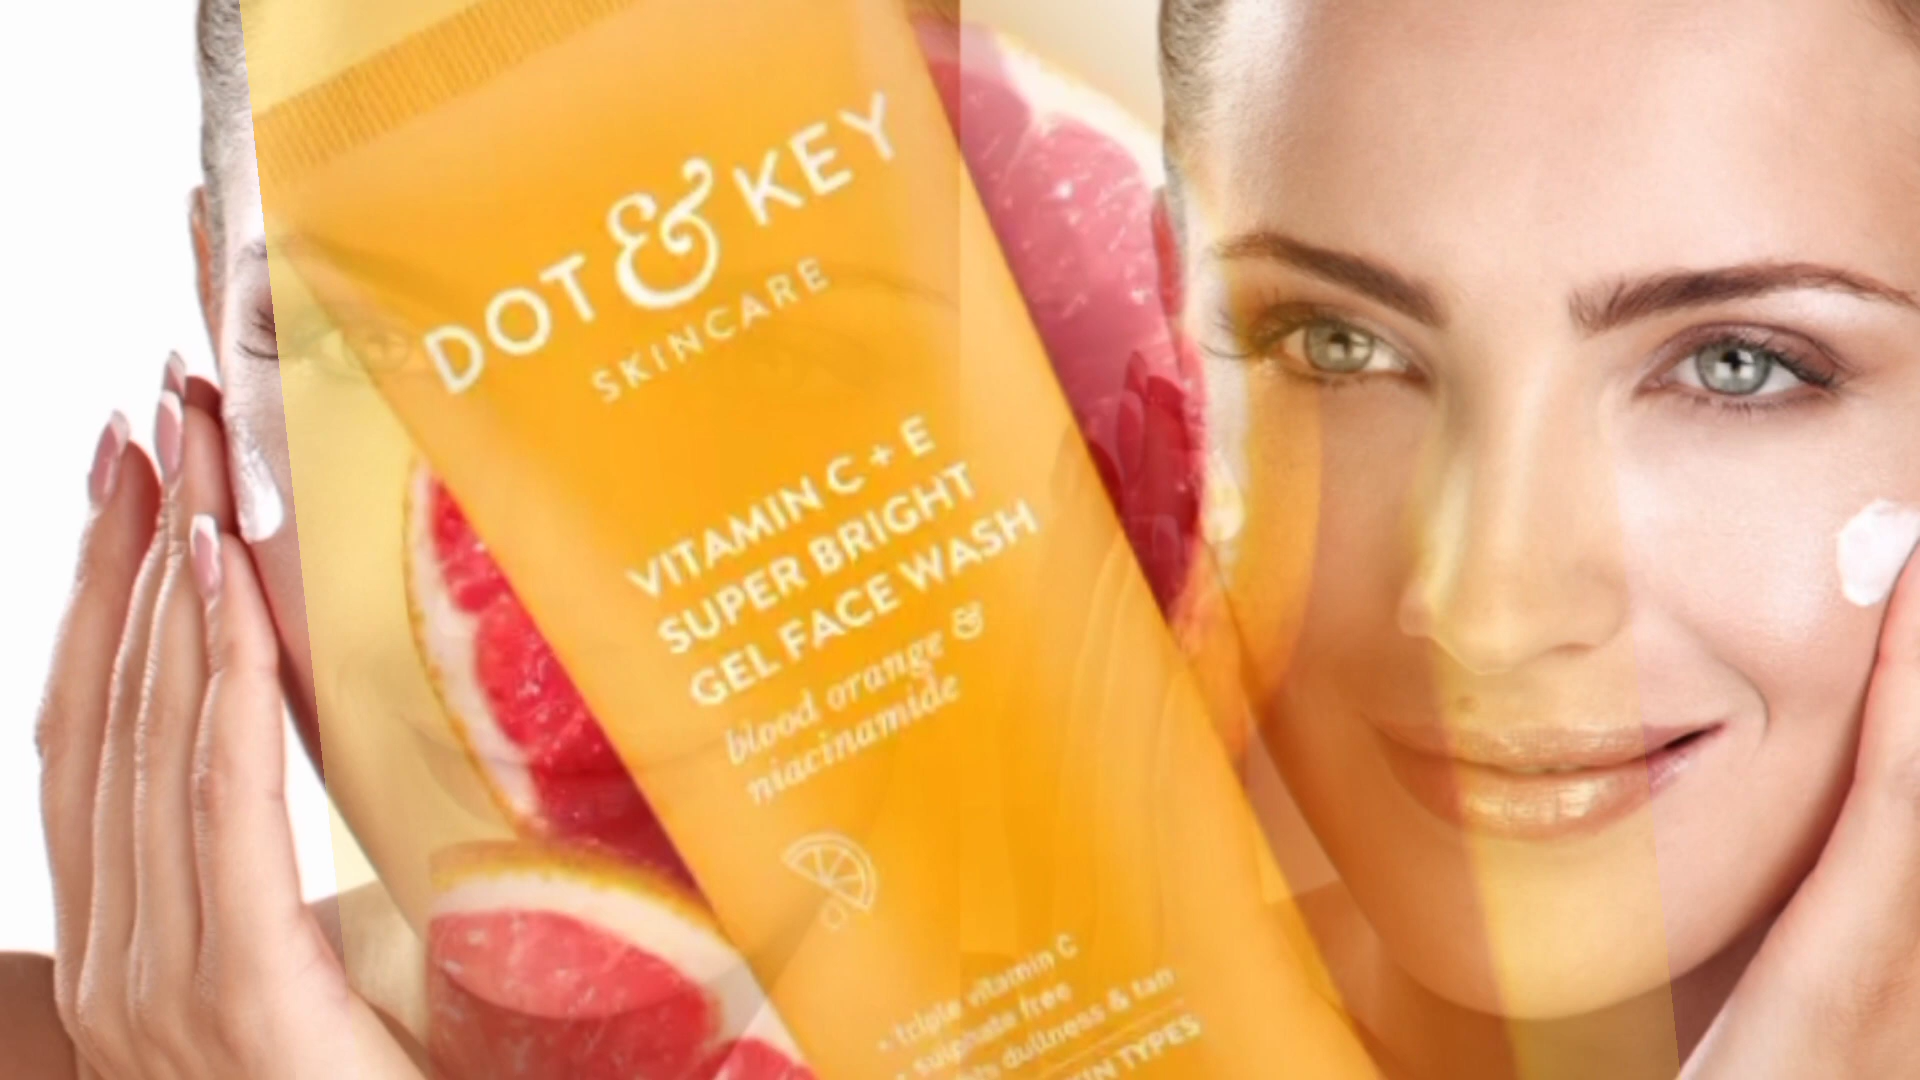 DOT & KEY
SKINCARE
VITAMIN C + E
SUPER BRIGHT
GEL FACE WASH
blood orange &
niacinamide
• triple vitamin C
• sulphate free
dullness & tan
TYPES